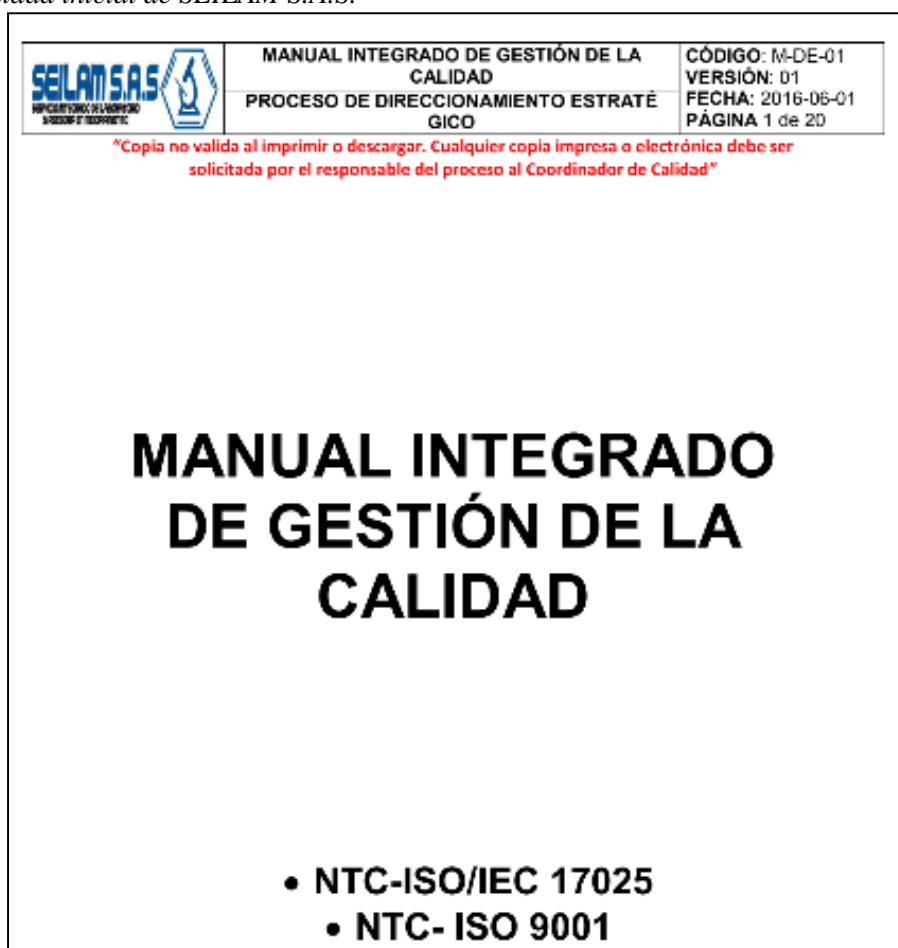 inicial de SEILAM S.A.S.
SEILAM S.A.S
MANUAL INTEGRADO DE GESTIÓN DE LA
CALIDAD
PROCESO DE DIRECCIONAMIENTO ESTRATÉ
GICO
CÓDIGO: M-DE-01
VERSIÓN: 01
FECHA: 2016-06-01
PÁGINA 1 de 20
"Copia no valida al imprimir o descargar. Cualquier copia impresa o electrónica debe ser
solicitada por el responsable del proceso al Coordinador de Calidad"
MANUAL INTEGRADO
DE GESTIÓN DE LA
CALIDAD
• NTC-ISO/IEC 17025
• NTC- ISO 9001